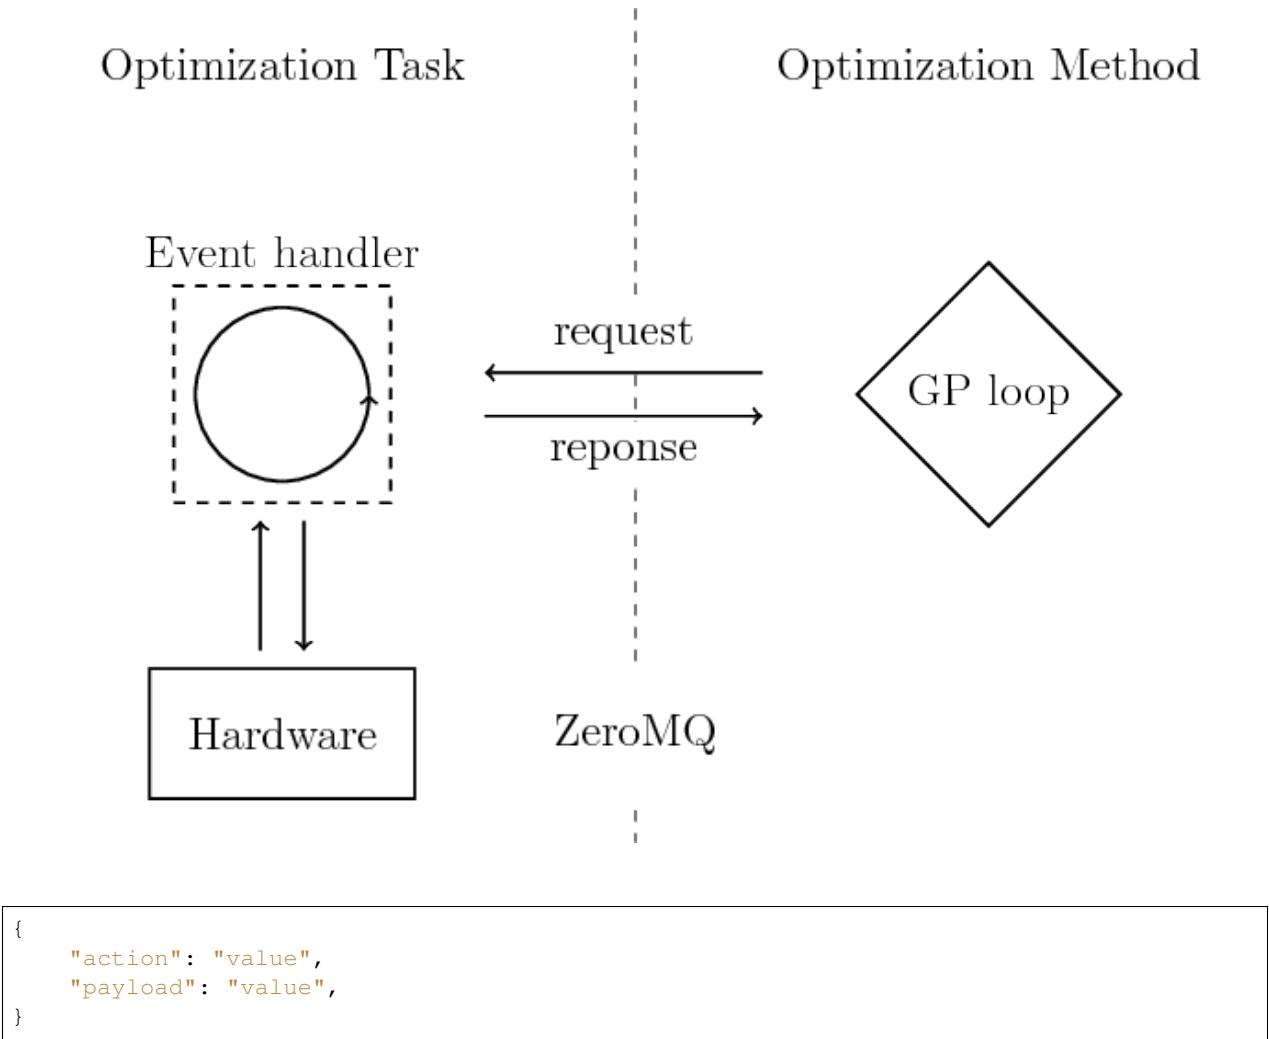 Optimization Task
Optimization Method
Event handler
request
GP loop
reponse
Hardware
ZeroMQ
{
"action": "value",
"payload": "value",
}